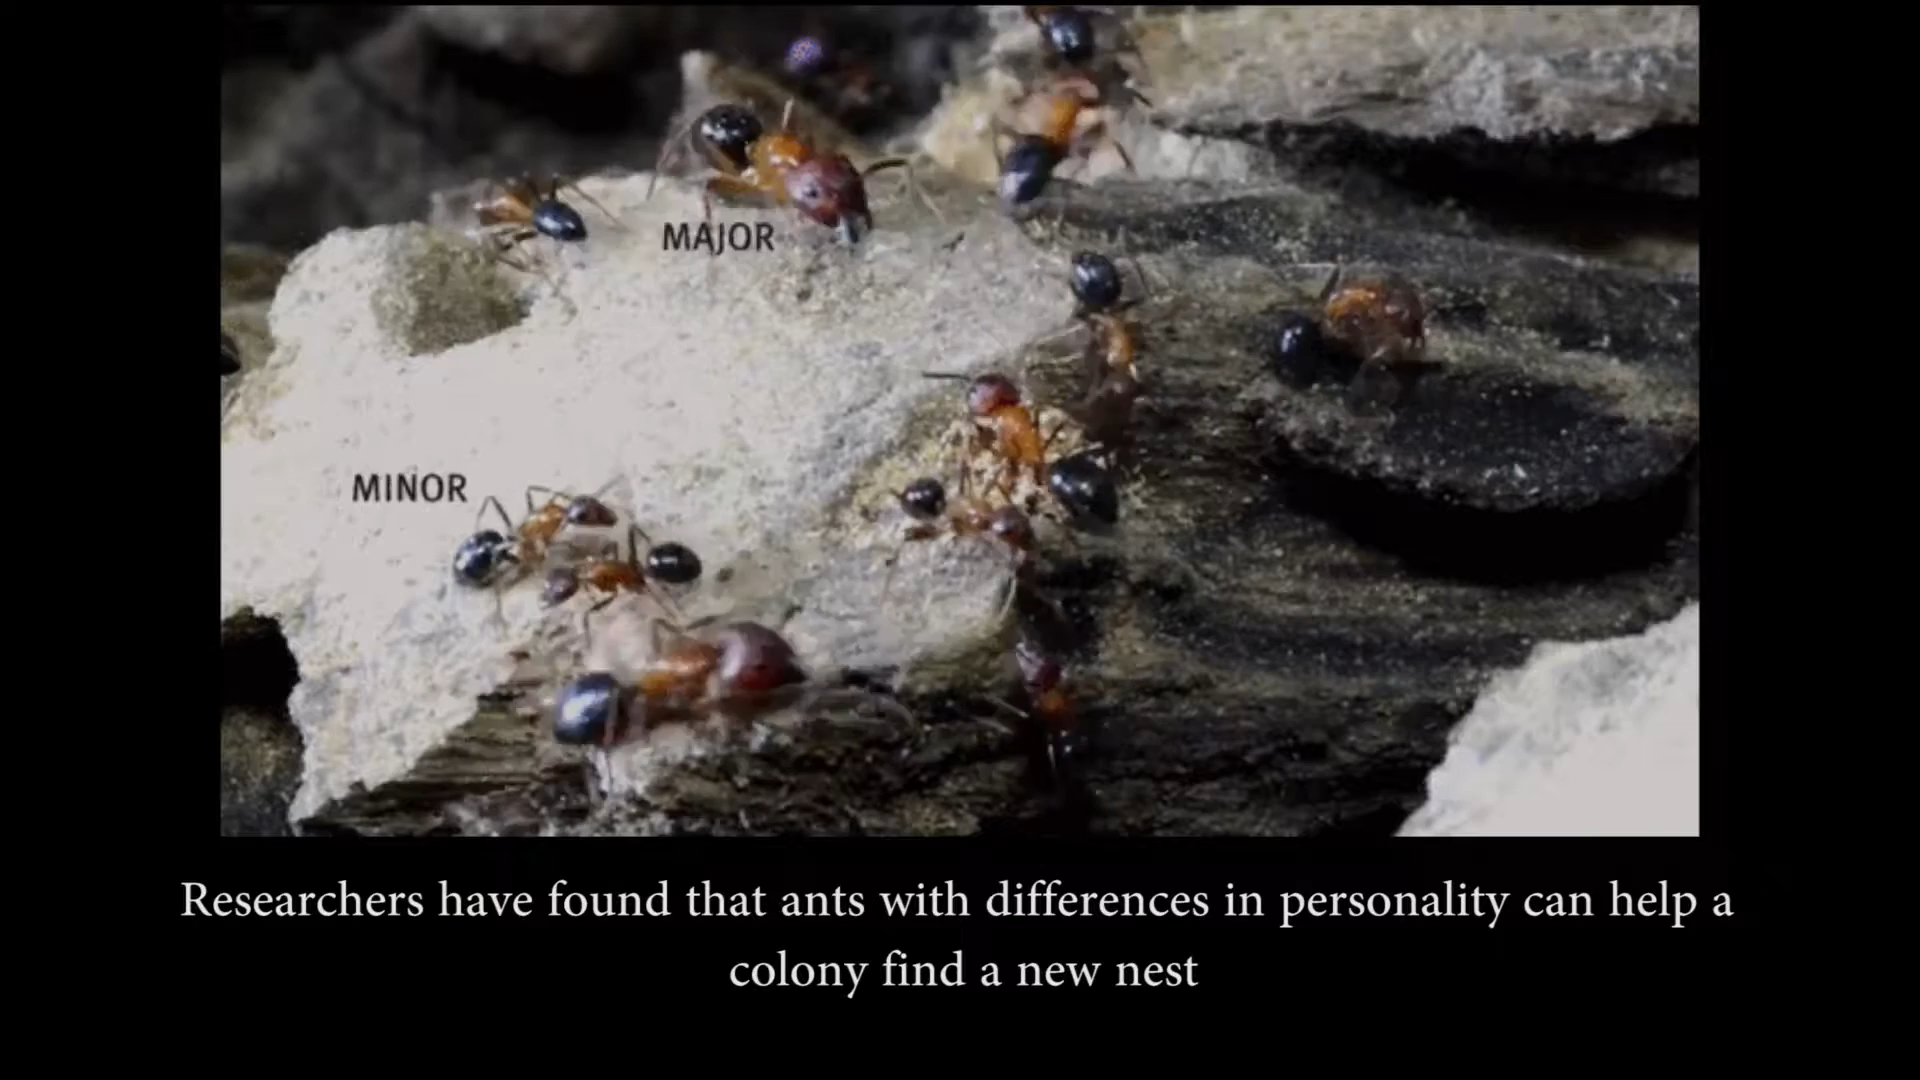 MAJOR
MINOR
Researchers have found that ants with differences in personality can help a
colony find a new nest